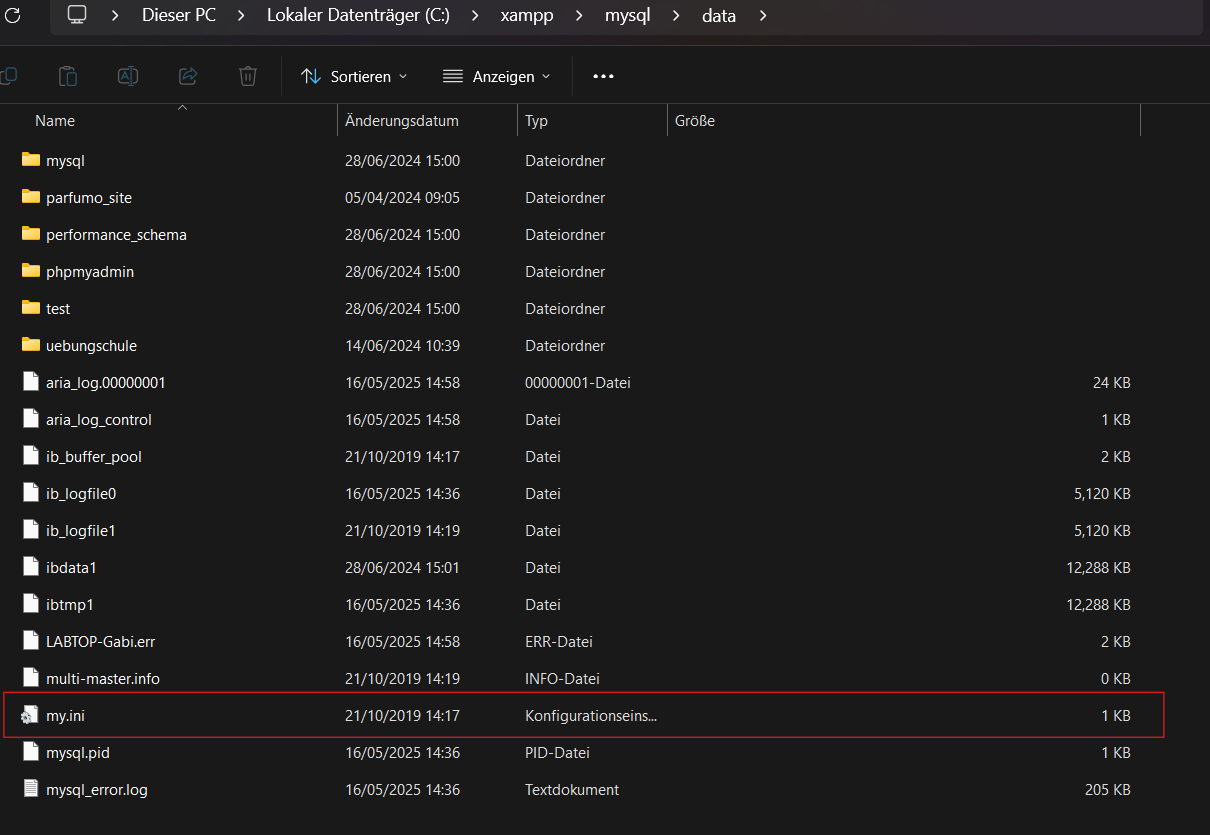 Dieser PC > Lokaler Datenträger (C:) > xampp > mysql > data >
Sortieren Anzeigen
Name Änderungsdatum Typ Größe
mysql 28/06/2024 15:00 Dateiordner
parfumo_site 05/04/2024 09:05 Dateiordner
performance_schema 28/06/2024 15:00 Dateiordner
phpmyadmin 28/06/2024 15:00 Dateiordner
test 28/06/2024 15:00 Dateiordner
uebungschule 14/06/2024 10:39 Dateiordner
aria_log.00000001 16/05/2025 14:58 00000001-Datei 24 KB
aria_log_control 16/05/2025 14:58 Datei 1 KB
ib_buffer_pool 21/10/2019 14:17 Datei 2 KB
ib_logfile0 16/05/2025 14:36 Datei 5,120 KB
ib_logfile1 21/10/2019 14:19 Datei 5,120 KB
ibdata1 28/06/2024 15:01 Datei 12,288 KB
ibtmp1 16/05/2025 14:36 Datei 12,288 KB
LABTOP-Gabi.err 16/05/2025 14:58 ERR-Datei 2 KB
multi-master.info 21/10/2019 14:19 INFO-Datei 0 KB
my.ini 21/10/2019 14:17 Konfigurationseins... 1 KB
mysql.pid 16/05/2025 14:36 PID-Datei 1 KB
mysql_error.log 16/05/2025 14:36 Textdokument 205 KB